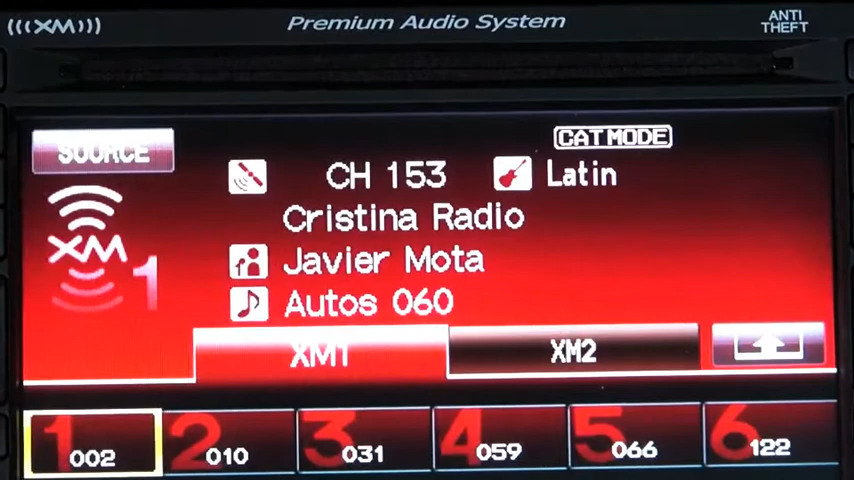 XM Premium Audio System ANTI THEFT
SOURCE CAT MODE
CH 153 Latin
Cristina Radio
XM 1 Javier Mota
Autos 060
XM1 XM2
1 002 2 010 3 031 4 059 5 066 6 122